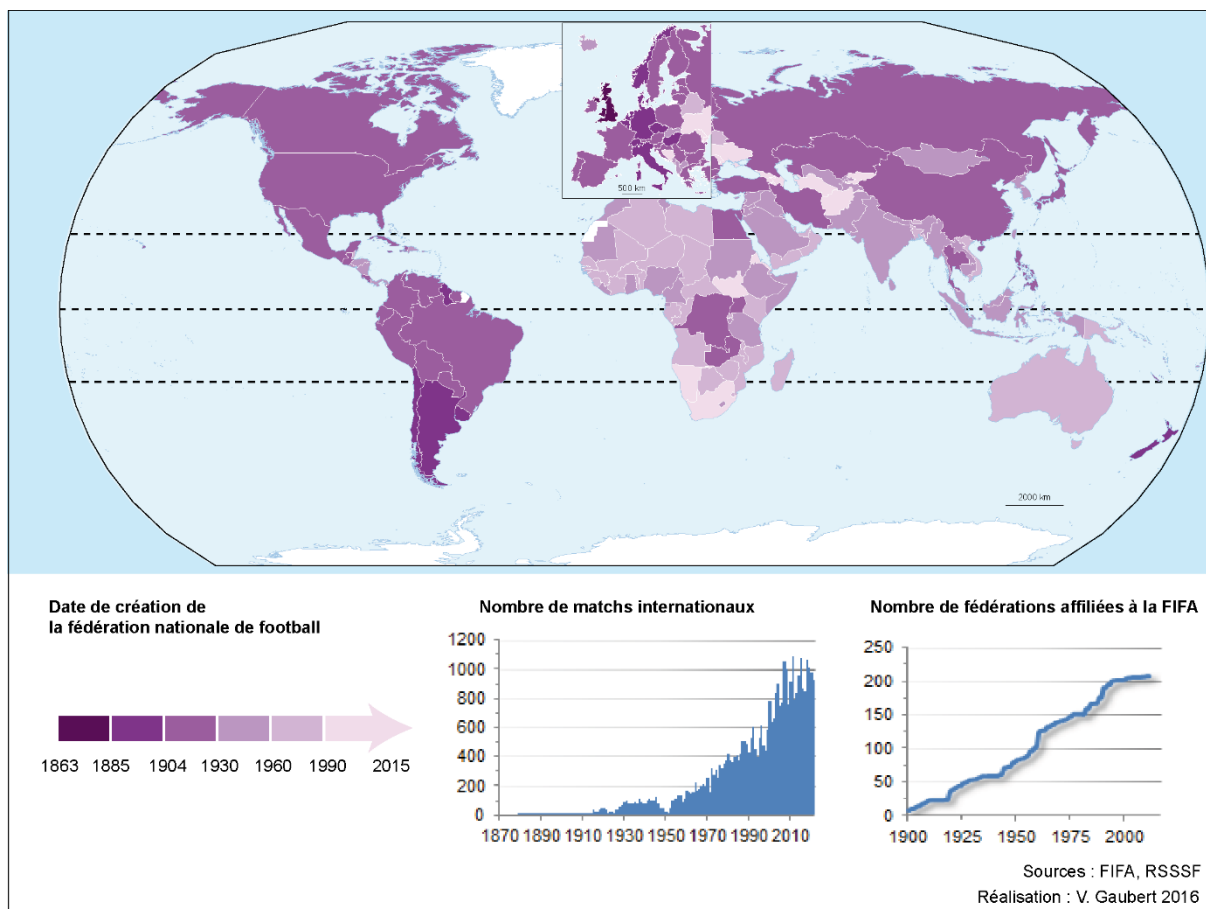 500 km
2000 km
Date de création de
la fédération nationale de football
1863 1885 1904 1930 1960 1990 2015
Nombre de matchs internationaux
1200
1000
800
600
400
200
0
1870 1890 1910 1930 1950 1970 1990 2010
Nombre de fédérations affiliées à la FIFA
250
200
150
100
50
0
1900 1925 1950 1975 2000
Sources : FIFA, RSSSF
Réalisation : V. Gaubert 2016